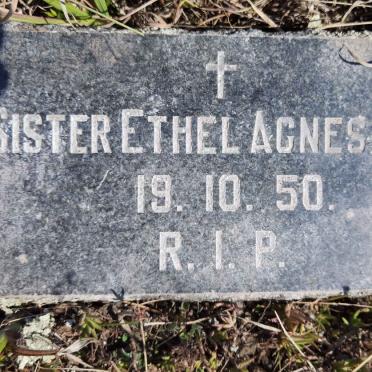 SISTER ETHEL AGNES
19. 10. 50.
R. I. P.